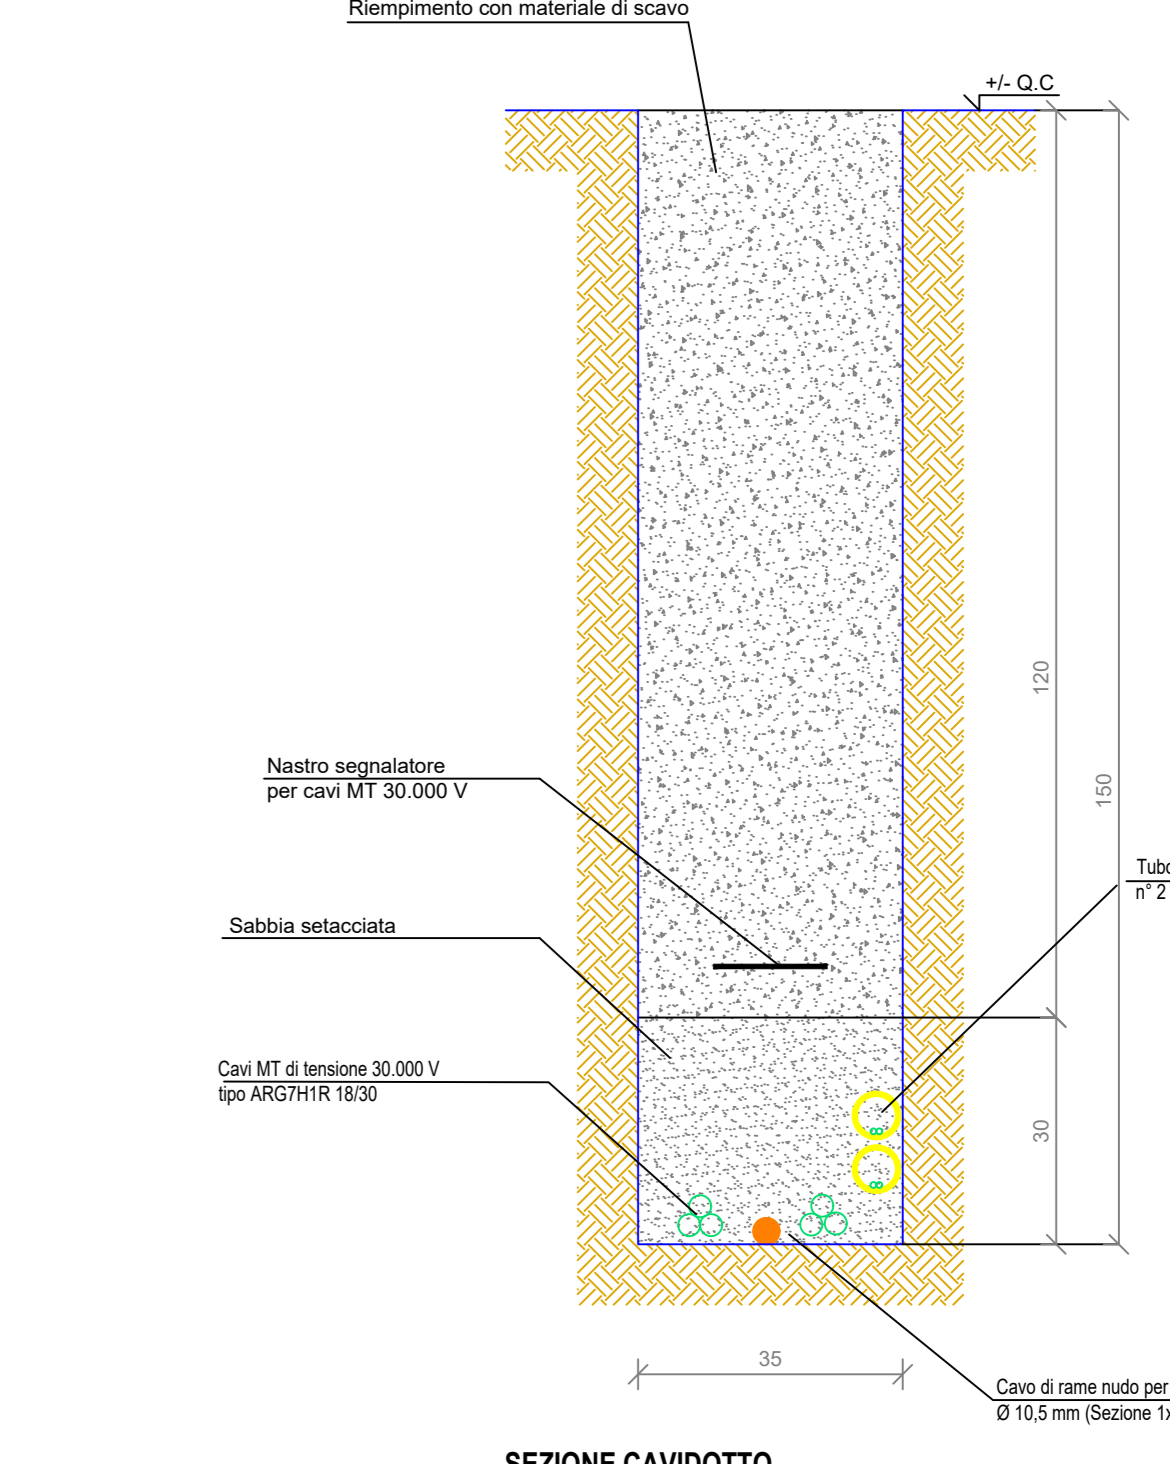 Riempimento con materiale di scavo
+/- Q.C
120
150
Nastro segnalatore
per cavi MT 30.000 V
Tubo
n° 2
Sabbia setacciata
Cavi MT di tensione 30.000 V
tipo ARG7H1R 18/30
30
35
Cavo di rame nudo per
Ø 10,5 mm (Sezione 1x
SEZIONE CAVIDOTTO